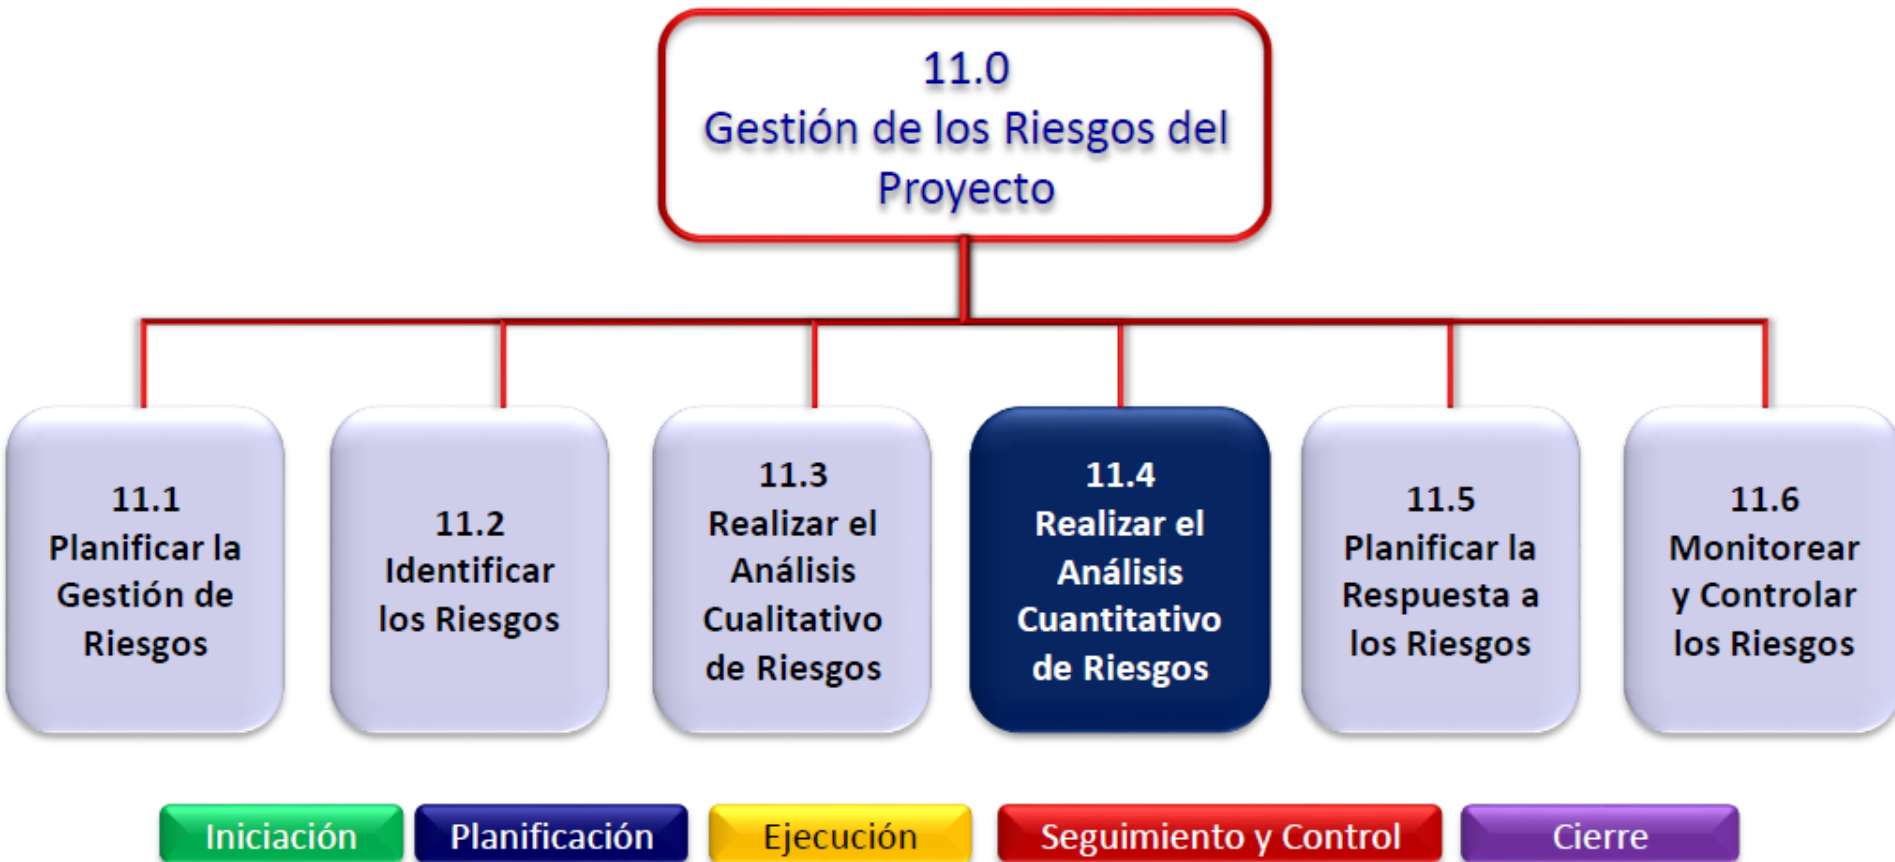 11.0
Gestión de los Riesgos del
Proyecto
11.1
Planificar la
Gestión de
Riesgos
11.2
Identificar
los Riesgos
11.3
Realizar el
Análisis
Cualitativo
de Riesgos
11.4
Realizar el
Análisis
Cuantitativo
de Riesgos
11.5
Planificar la
Respuesta a
los Riesgos
11.6
Monitorear
y Controlar
los Riesgos
Iniciación
Planificación
Ejecución
Seguimiento y Control
Cierre